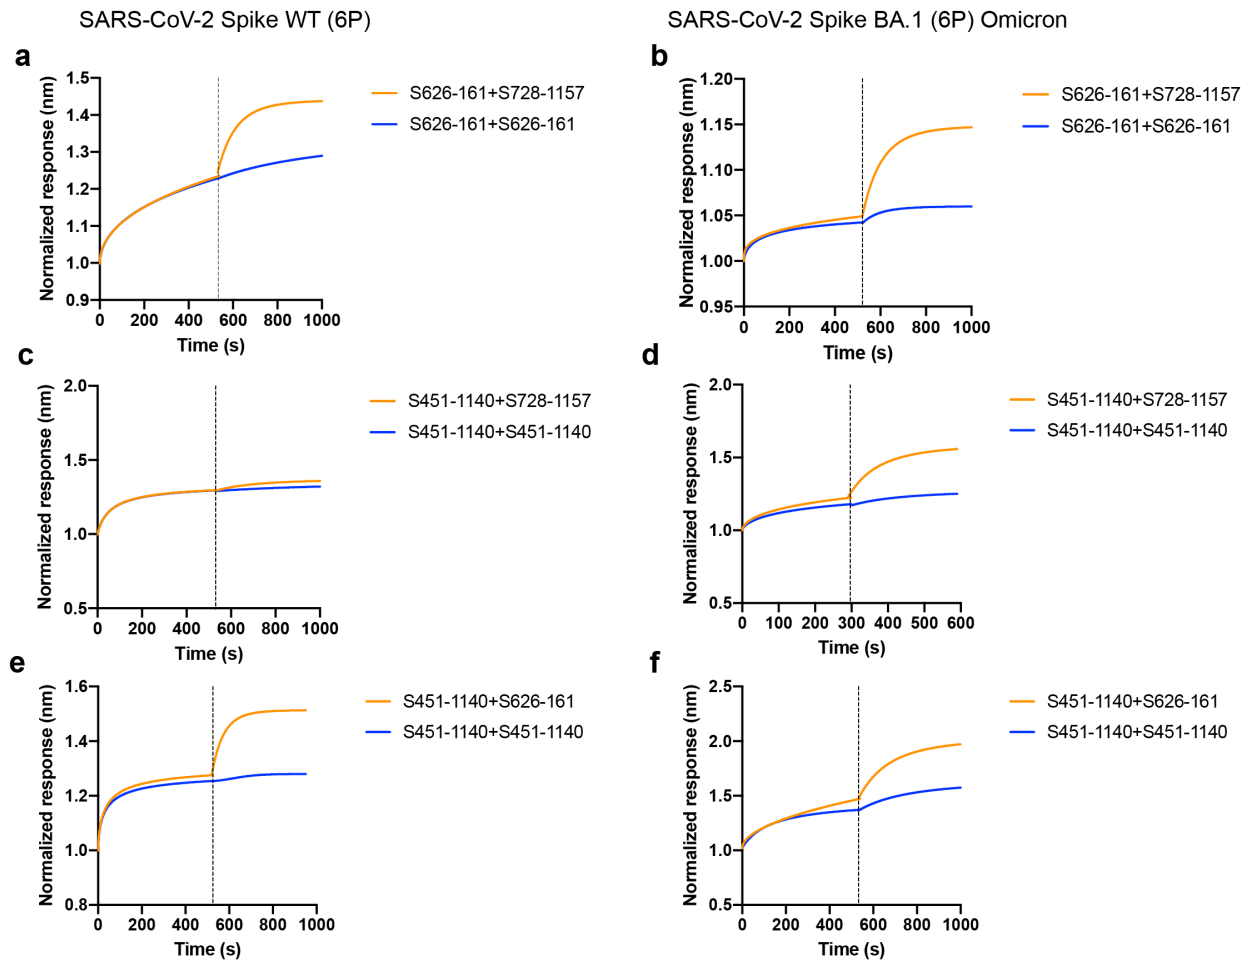 SARS-CoV-2 Spike WT (6P)
SARS-CoV-2 Spike BA.1 (6P) Omicron
a
Normalized response (nm)
1.5
1.4
1.3
1.2
1.1
1.0
0.9
0 200 400 600 800 1000
Time (s)
S626-161+S728-1157
S626-161+S626-161
b
Normalized response (nm)
1.20
1.15
1.10
1.05
1.00
0.95
0 200 400 600 800 1000
Time (s)
S626-161+S728-1157
S626-161+S626-161
c
Normalized response (nm)
2.0
1.5
1.0
0.5
0 200 400 600 800 1000
Time (s)
S451-1140+S728-1157
S451-1140+S451-1140
d
Normalized response (nm)
2.0
1.5
1.0
0.5
0 100 200 300 400 500 600
Time (s)
S451-1140+S728-1157
S451-1140+S451-1140
e
Normalized response (nm)
1.6
1.4
1.2
1.0
0.8
0 200 400 600 800 1000
Time (s)
S451-1140+S626-161
S451-1140+S451-1140
f
Normalized response (nm)
2.5
2.0
1.5
1.0
0.5
0 200 400 600 800 1000
Time (s)
S451-1140+S626-161
S451-1140+S451-1140